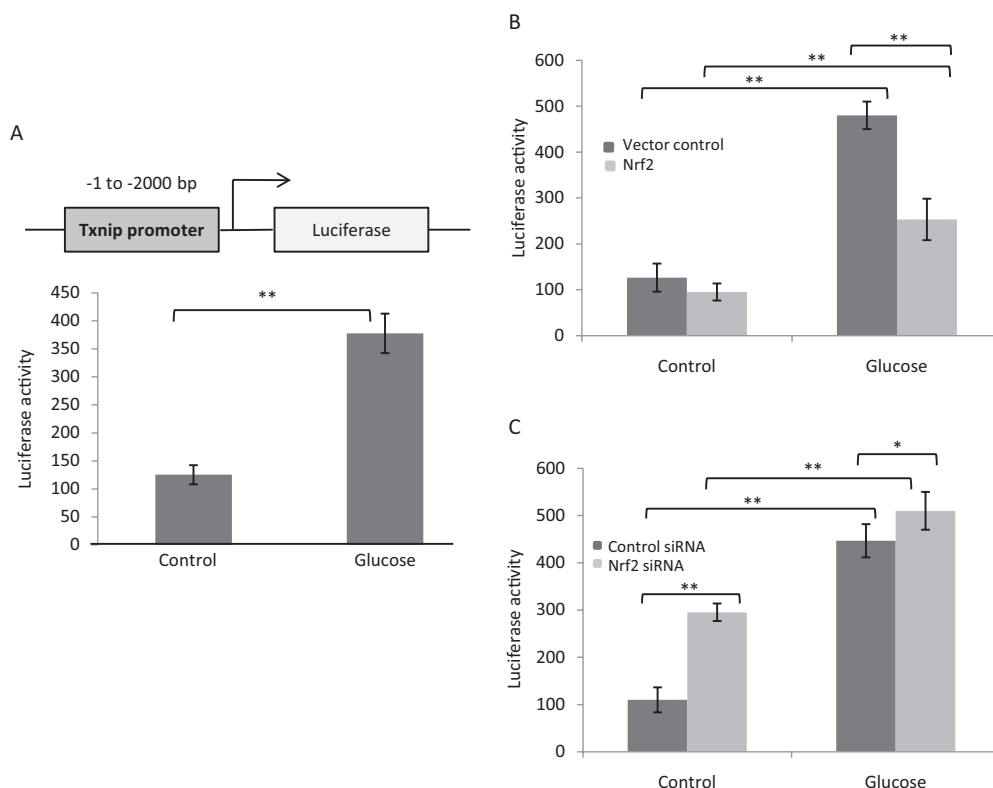 A
-1 to -2000 bp
Txnip promoter
Luciferase
450
400
350
300
250
200
150
100
50
0
Luciferase activity
**
Control
Glucose
B
600
500
400
300
200
100
0
Luciferase activity
Vector control
Nrf2
**
**
**
Control
Glucose
C
600
500
400
300
200
100
0
Luciferase activity
Control siRNA
Nrf2 siRNA
*
**
**
**
Control
Glucose